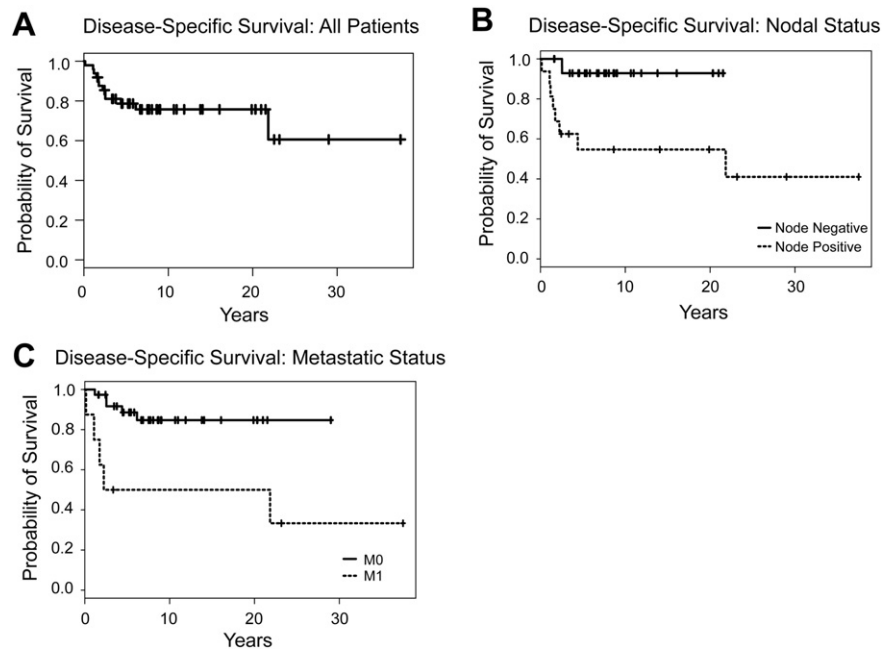 A Disease-Specific Survival: All Patients
Probability of Survival
1.0
0.8
0.6
0.4
0.2
0.0
0 10 20 30
Years
B Disease-Specific Survival: Nodal Status
Probability of Survival
1.0
0.8
0.6
0.4
0.2
0.0
Node Negative
Node Positive
0 10 20 30
Years
C Disease-Specific Survival: Metastatic Status
Probability of Survival
1.0
0.8
0.6
0.4
0.2
0.0
M0
M1
0 10 20 30
Years